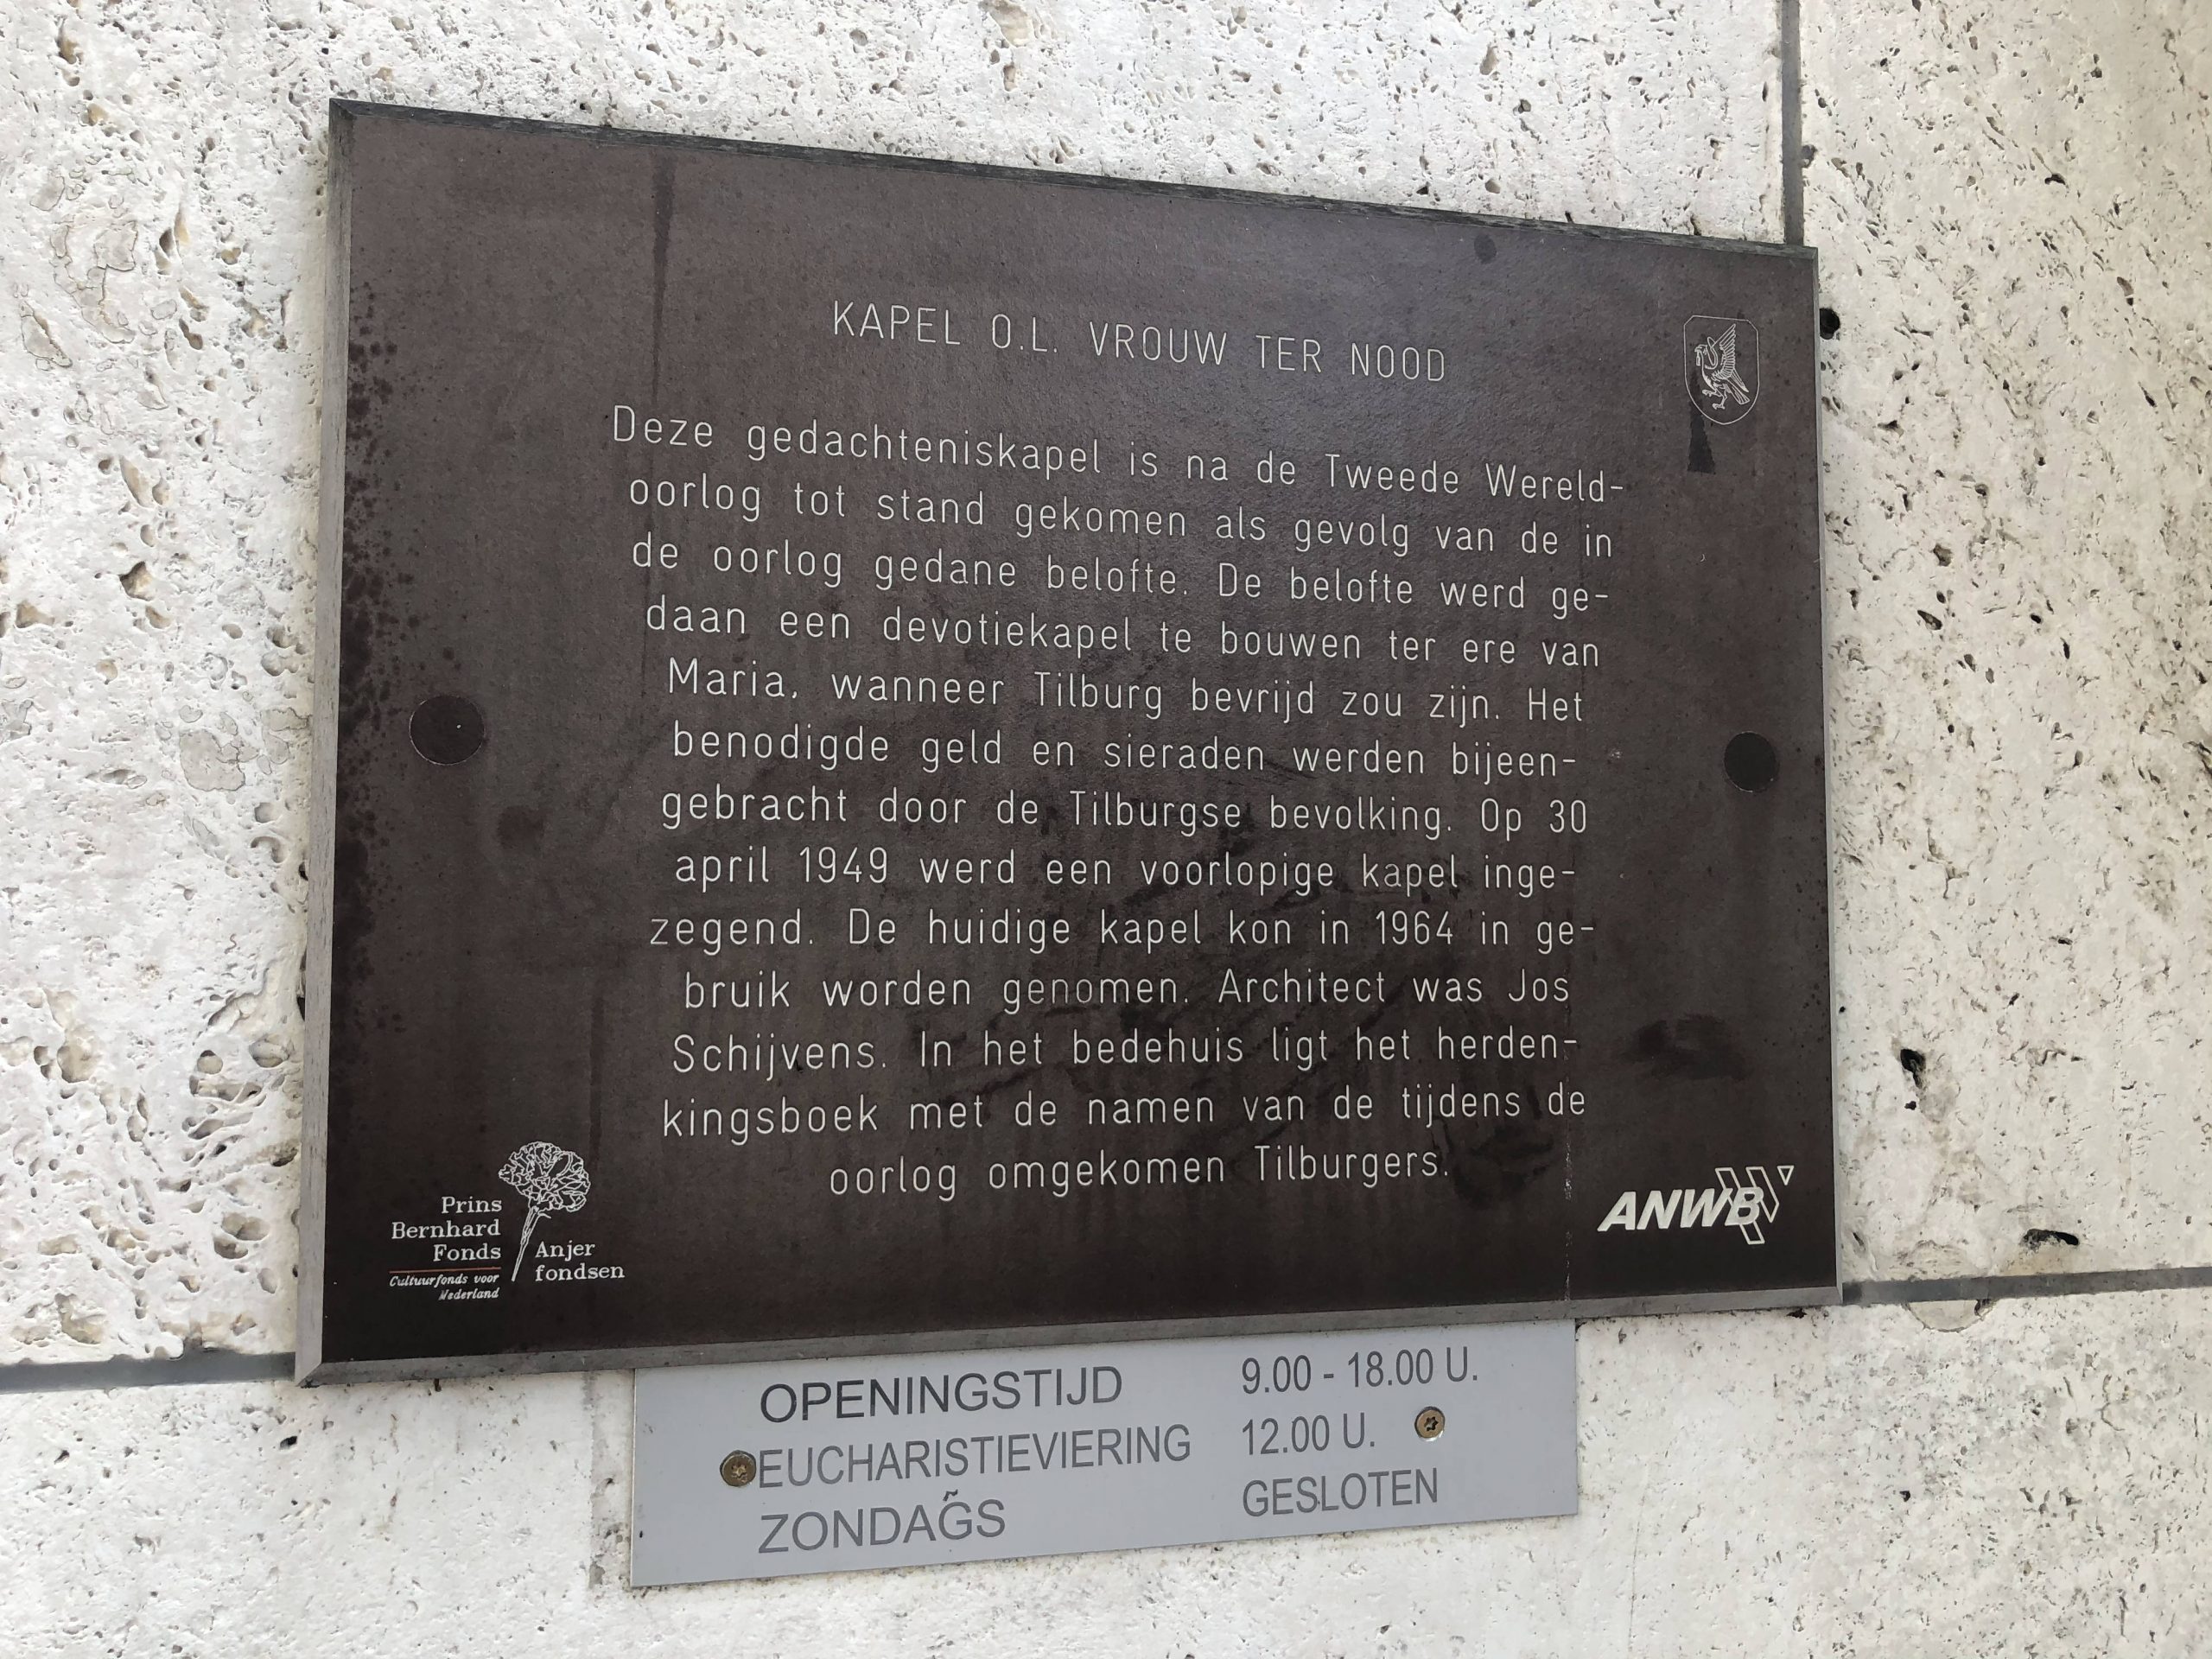 KAPEL O.L. VROUW TER NOOD
Deze gedachteniskapel is na de Tweede Wereld-
oorlog tot stand gekomen als gevolg van de in
de oorlog gedane belofte. De belofte werd ge-
daan een devotiekapel te bouwen ter ere van
Maria, wanneer Tilburg bevrijd zou zijn. Het
benodigde geld en sieraden werden bijeen-
gebracht door de Tilburgse bevolking. Op 30
april 1949 werd een voorlopige kapel inge-
zegend. De huidige kapel kon in 1964 in ge-
bruik worden genomen. Architect was Jos
Schijvens. In het bedehuis ligt het herden-
kingsboek met de namen van de tijdens de
oorlog omgekomen Tilburgers.
Prins
Bernhard
Fonds
Cultuurfonds voor
Nederland
Anjer
fondsen
ANWB
OPENINGSTIJD 9.00 - 18.00 U.
EUCHARISTIEVIERING 12.00 U.
ZONDAGS GESLOTEN